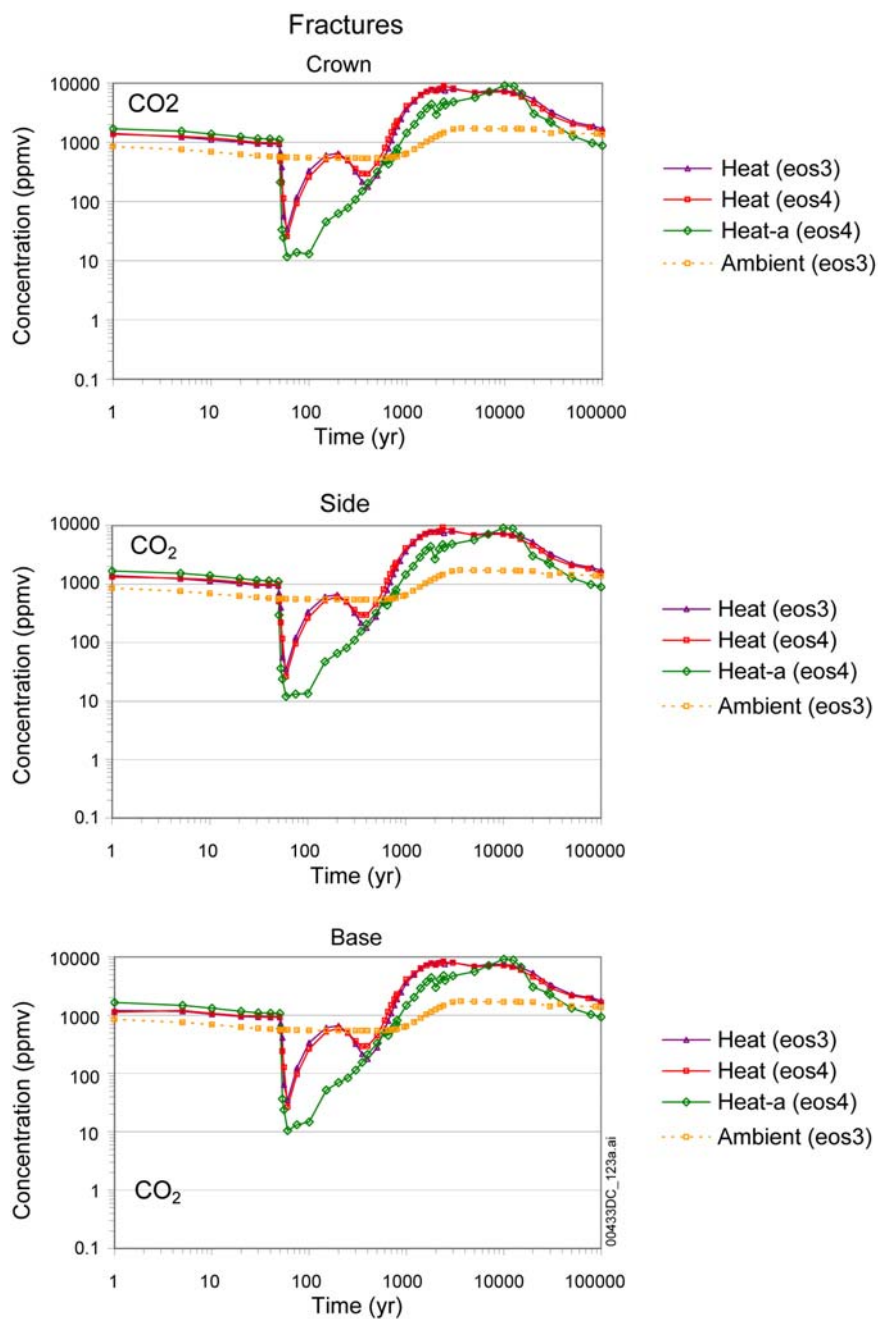 Fractures
Crown
CO2
10000
1000
100
10
1
0.1
Concentration (ppmv)
1 10 100 1000 10000 100000
Time (yr)
Heat (eos3)
Heat (eos4)
Heat-a (eos4)
Ambient (eos3)
Side
CO₂
10000
1000
100
10
1
0.1
Concentration (ppmv)
1 10 100 1000 10000 100000
Time (yr)
Heat (eos3)
Heat (eos4)
Heat-a (eos4)
Ambient (eos3)
Base
10000
1000
100
10
1
0.1
Concentration (ppmv)
CO₂
1 10 100 1000 10000 100000
Time (yr)
Heat (eos3)
Heat (eos4)
Heat-a (eos4)
Ambient (eos3)
00433DC_123a.ai